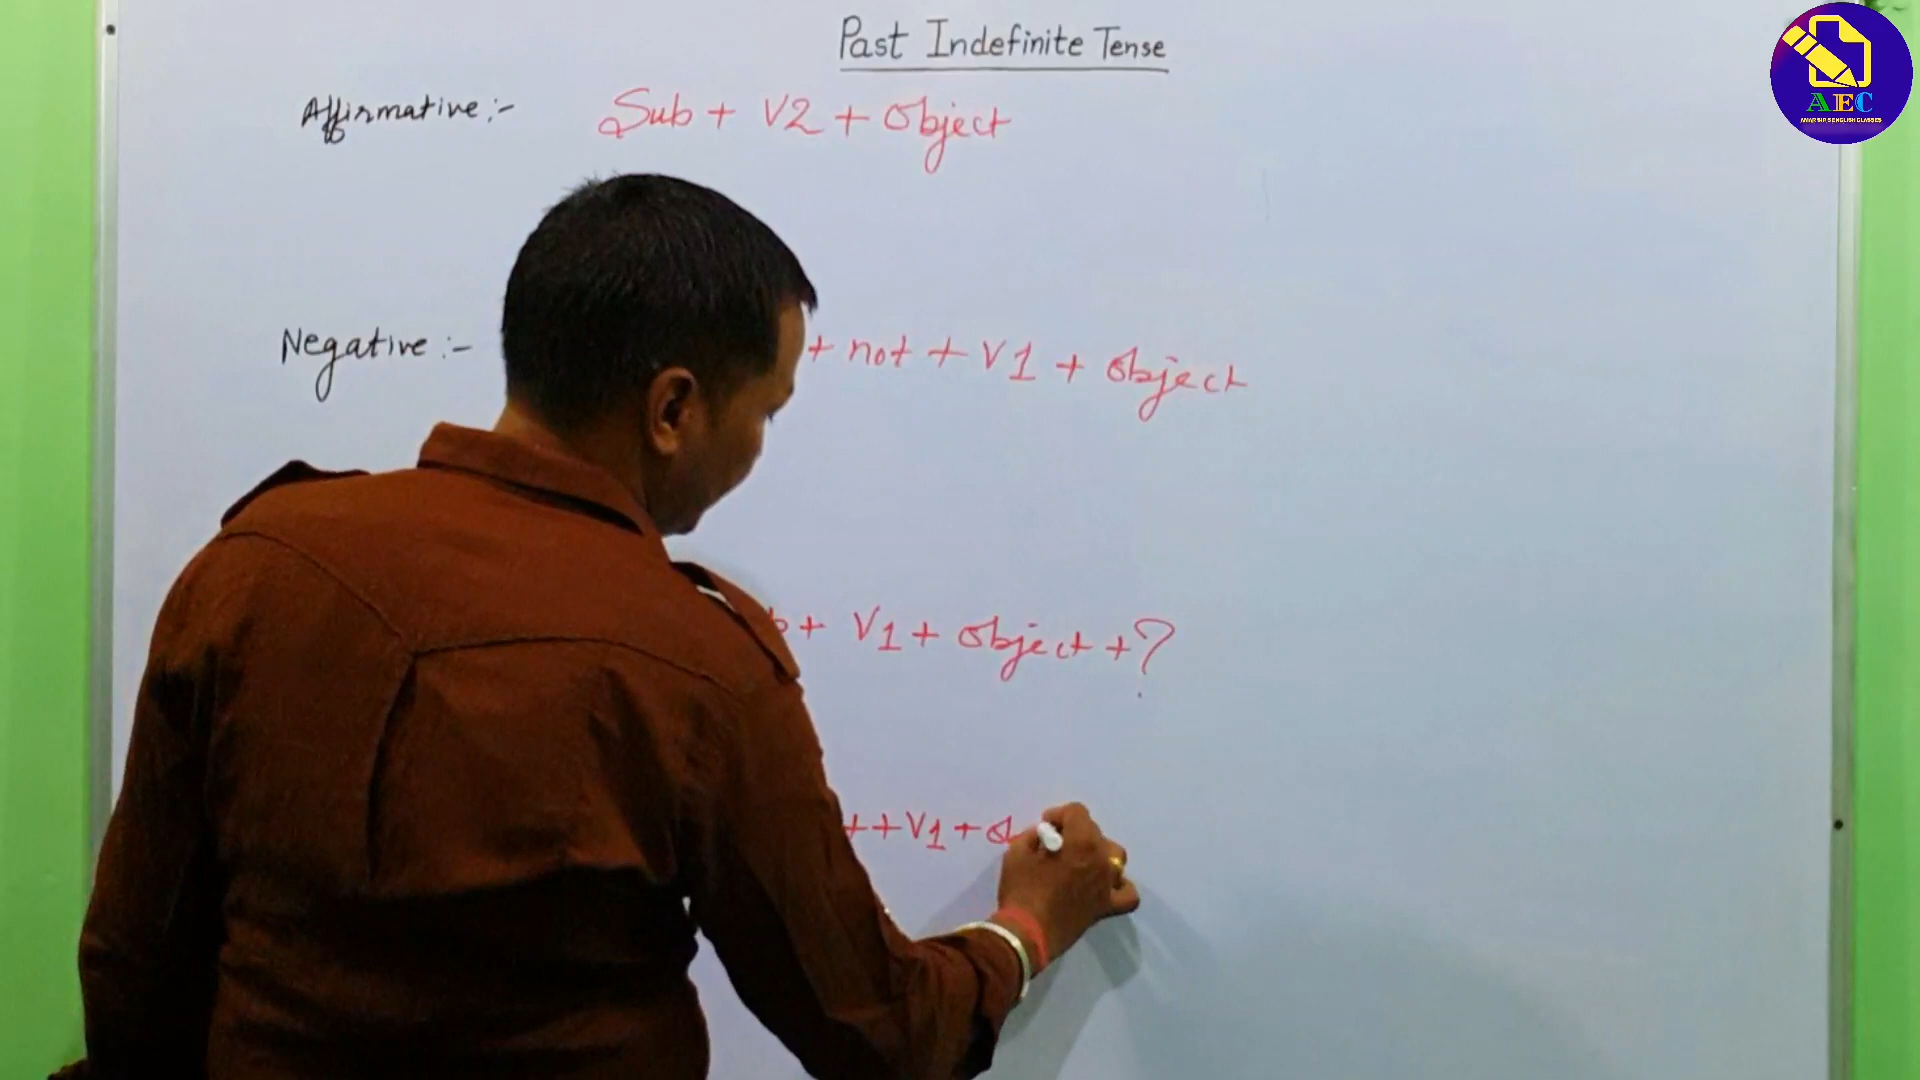 Past Indefinite Tense
Affirmative :- Sub + V2 + Object
Negative :- + not + V1 + Object
+ V1 + Object + ?
+ + V1 +
AEC